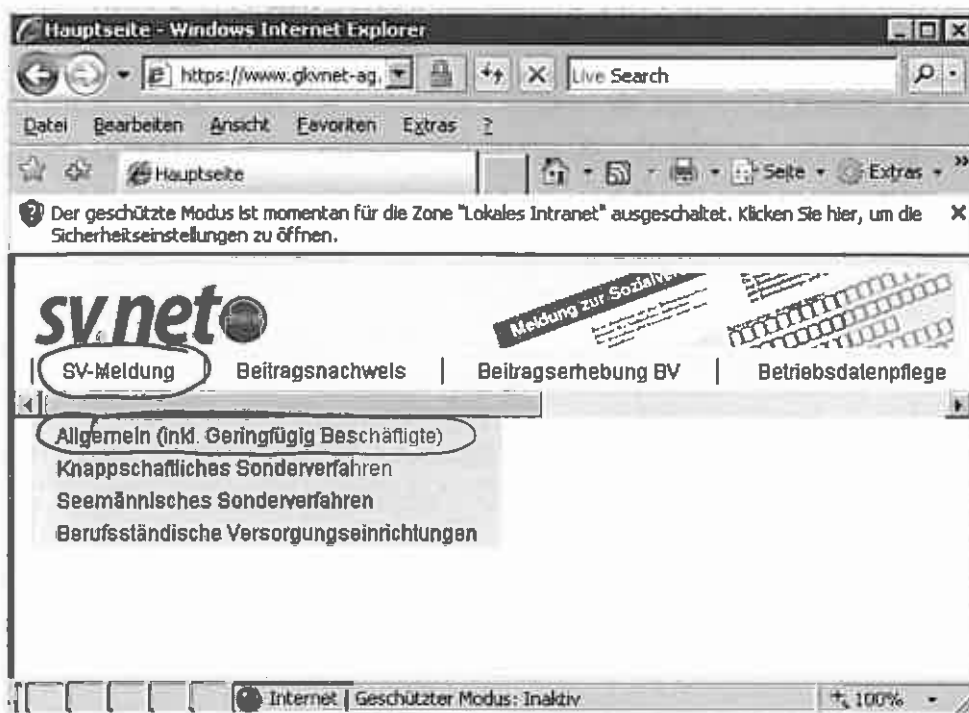 Hauptseite - Windows Internet Explorer
https://www.gkvnet-ag. Live Search
Datei Bearbeiten Ansicht Favoriten Extras ?
Hauptseite Seite Extras »
Der geschützte Modus ist momentan für die Zone "Lokales Intranet" ausgeschaltet. Klicken Sie hier, um die
Sicherheitseinstellungen zu öffnen.
sv.net
Meldung zur Sozialve
SV-Meldung | Beitragsnachweis | Beitragserhebung BV | Betriebsdatenpflege
Allgemein (inkl. Geringfügig Beschäftigte)
Knappschaftliches Sonderverfahren
Seemännisches Sonderverfahren
Berufsständische Versorgungseinrichtungen
Internet | Geschützter Modus: Inaktiv 100%